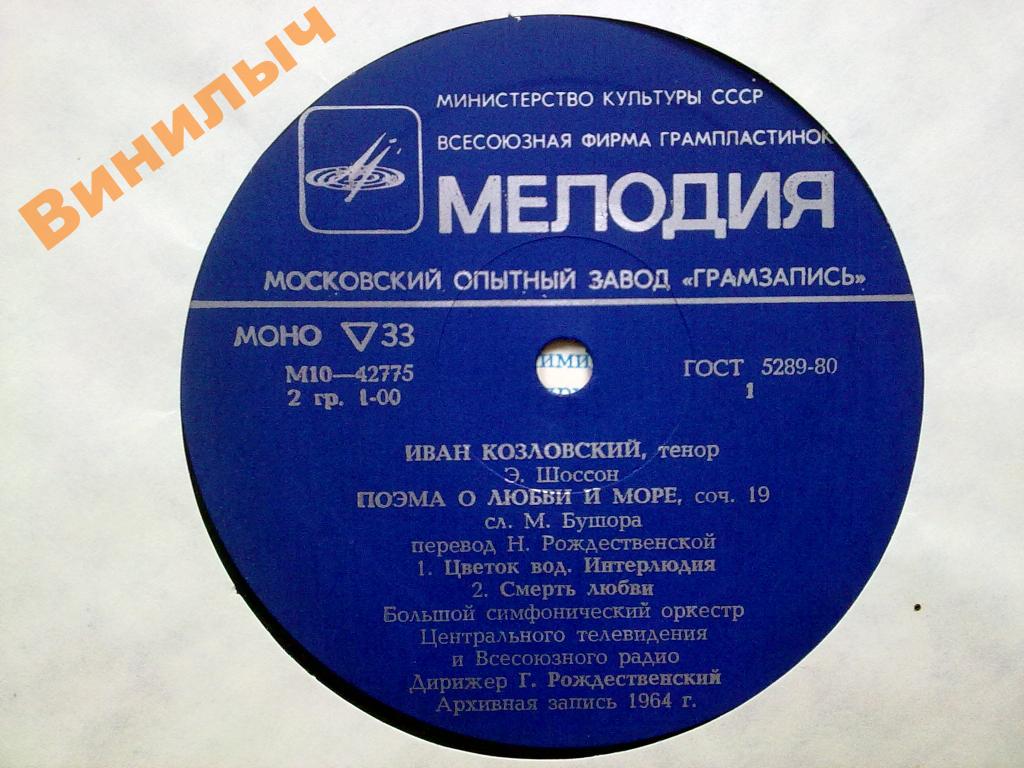 Винилыч
МИНИСТЕРСТВО КУЛЬТУРЫ СССР
ВСЕСОЮЗНАЯ ФИРМА ГРАМПЛАСТИНОК
МЕЛОДИЯ
МОСКОВСКИЙ ОПЫТНЫЙ ЗАВОД «ГРАМЗАПИСЬ»
МОНО 33
М10—42775
2 гр. 1-00
ГОСТ 5289-80
1
ИВАН КОЗЛОВСКИЙ, тенор
Э. Шоссон
ПОЭМА О ЛЮБВИ И МОРЕ, соч. 19
сл. М. Бушора
перевод Н. Рождественской
1. Цветок вод. Интерлюдия
2. Смерть любви
Большой симфонический оркестр
Центрального телевидения
и Всесоюзного радио
Дирижер Г. Рождественский
Архивная запись 1964 г.